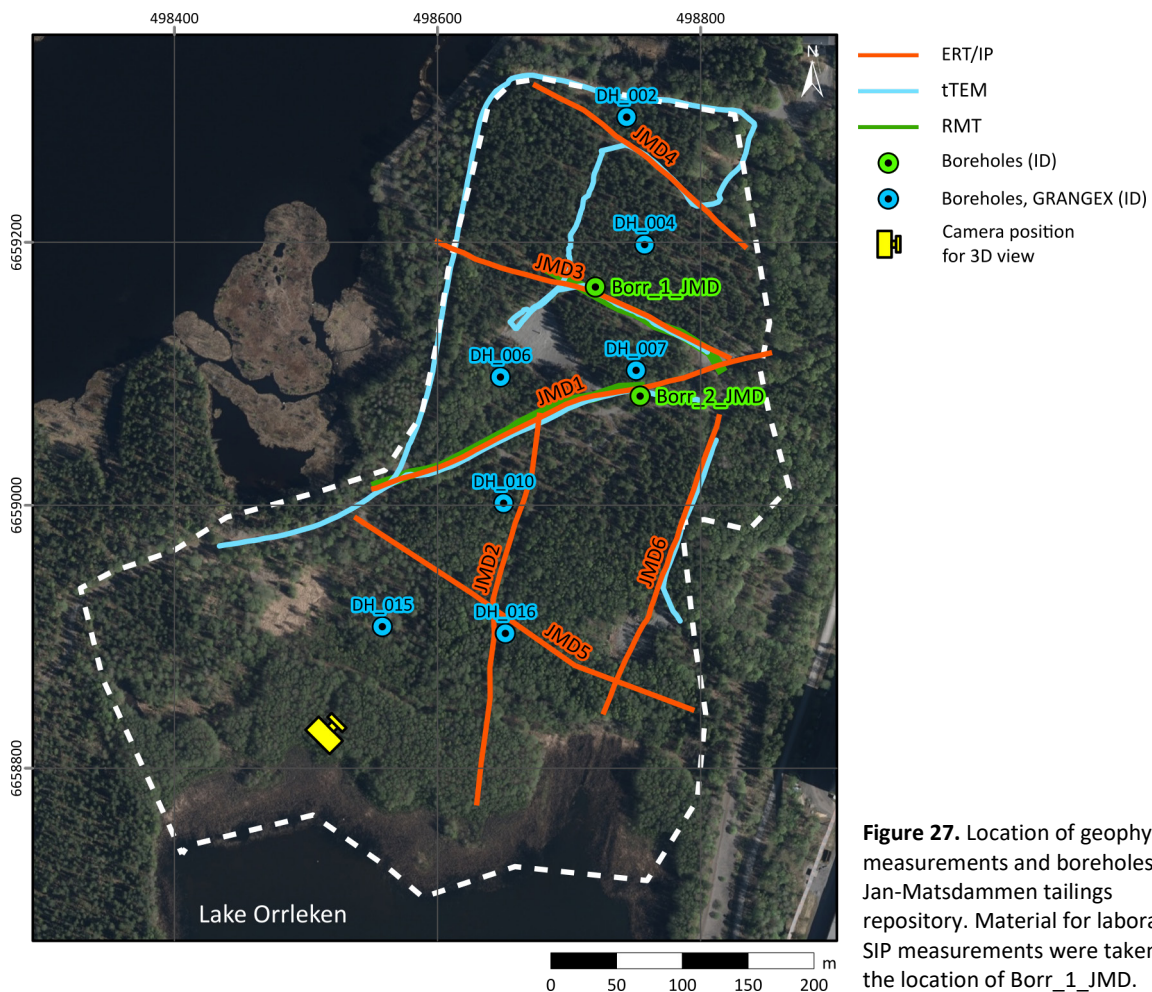 498400
498600
498800
N
ERT/IP
tTEM
RMT
Boreholes (ID)
Boreholes, GRANGEX (ID)
Camera position
for 3D view
DH_002
JMD4
DH_004
6659200
JMD3
Borr_1_JMD
DH_006
DH_007
JMD1
Borr_2_JMD
DH_010
6659000
JMD2
JMD6
DH_015
DH_016
JMD5
6658800
Lake Orrleken
m
0 50 100 150 200
Figure 27. Location of geophy
measurements and boreholes
Jan-Matsdammen tailings
repository. Material for labora
SIP measurements were taken
the location of Borr_1_JMD.